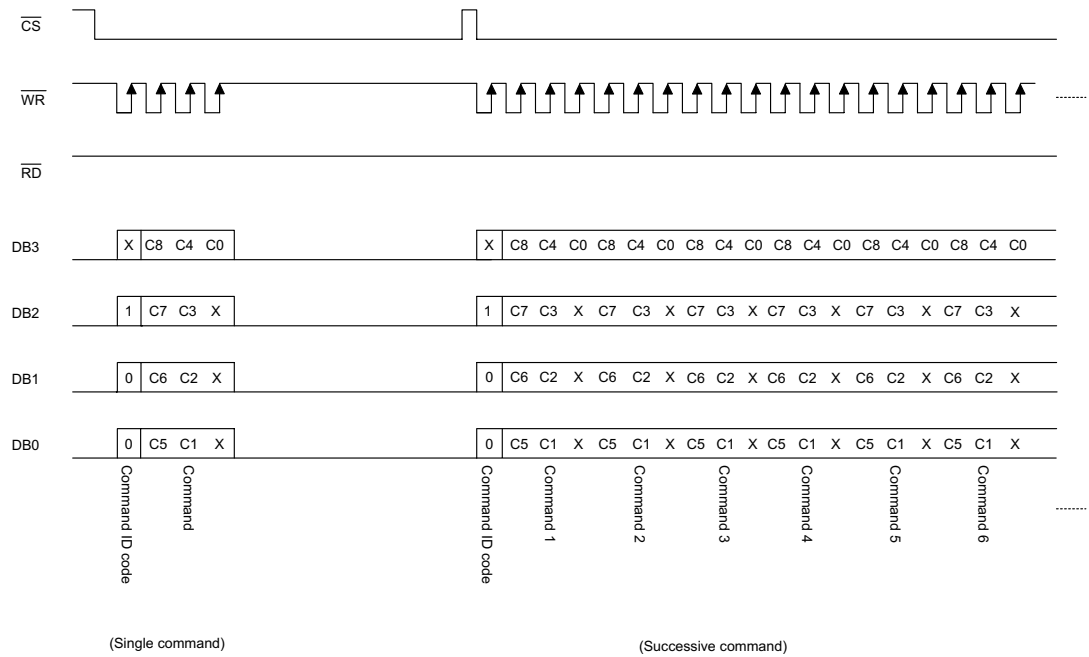 CS
WR
RD
DB3 X C8 C4 C0 X C8 C4 C0 C8 C4 C0 C8 C4 C0 C8 C4 C0 C8 C4 C0 C8 C4 C0
DB2 1 C7 C3 X 1 C7 C3 X C7 C3 X C7 C3 X C7 C3 X C7 C3 X C7 C3 X
DB1 0 C6 C2 X 0 C6 C2 X C6 C2 X C6 C2 X C6 C2 X C6 C2 X C6 C2 X
DB0 0 C5 C1 X 0 C5 C1 X C5 C1 X C5 C1 X C5 C1 X C5 C1 X C5 C1 X
Command ID code
Command
Command ID code
Command 1
Command 2
Command 3
Command 4
Command 5
Command 6
(Single command)
(Successive command)